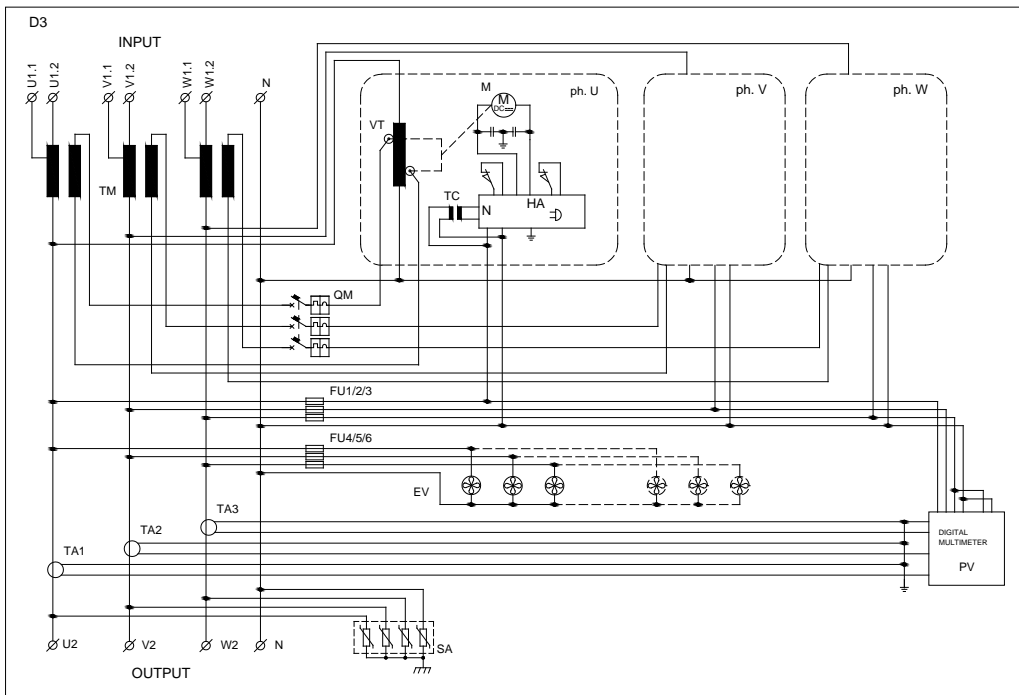 D3
INPUT
U1.1
U1.2
V1.1
V1.2
W1.1
W1.2
N
ph. U
ph. V
ph. W
M
M
DC
VT
TM
TC
N
HA
QM
FU1/2/3
FU4/5/6
EV
TA3
TA2
TA1
DIGITAL
MULTIMETER
PV
U2
V2
W2
N
SA
OUTPUT